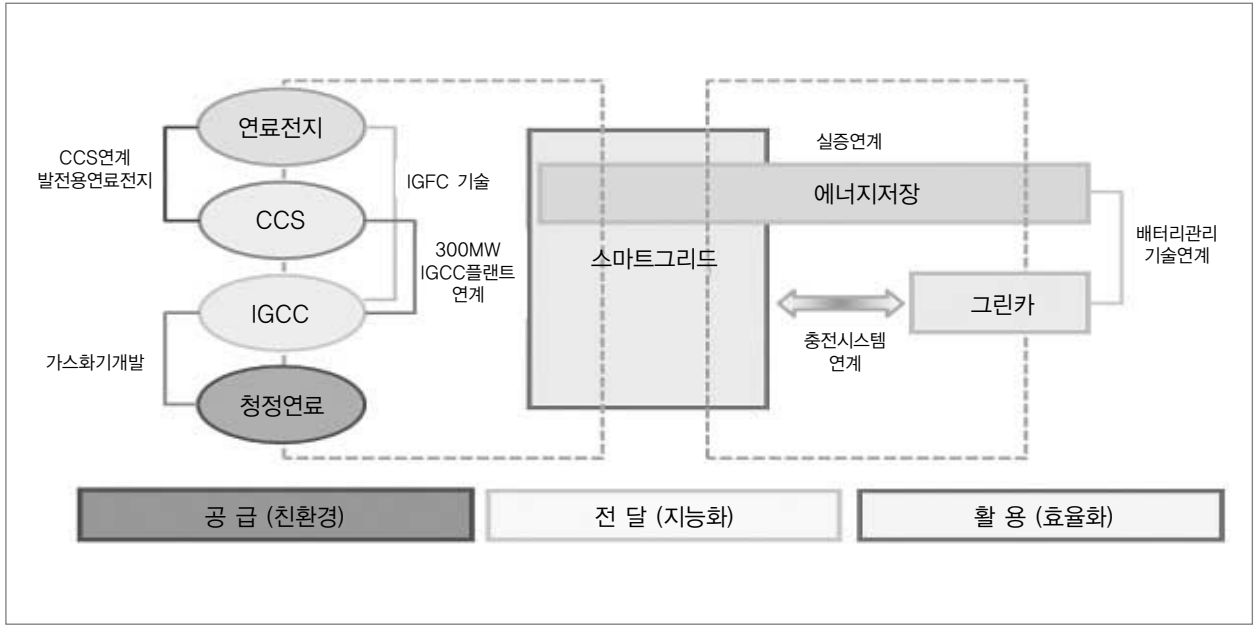 연료전지
CCS연계
발전용연료전지
IGFC 기술
CCS
300MW
IGCC플랜트
연계
IGCC
가스화기개발
청정연료
스마트그리드
실증연계
에너지저장
배터리관리
기술연계
그린카
충전시스템
연계
공 급 (친환경)
전 달 (지능화)
활 용 (효율화)